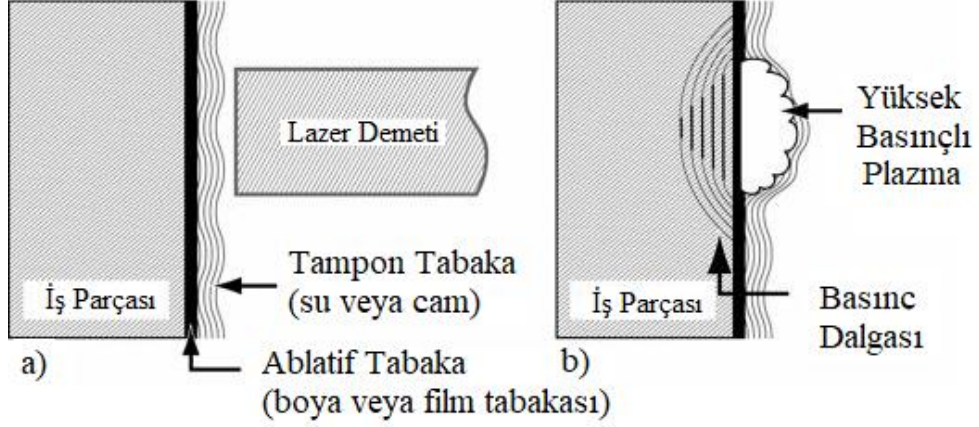 Lazer Demeti
İş Parçası
Tampon Tabaka
(su veya cam)
a)
Ablatif Tabaka
(boya veya film tabakası)
Yüksek
Basınçlı
Plazma
İş Parçası
Basınc
Dalgası
b)